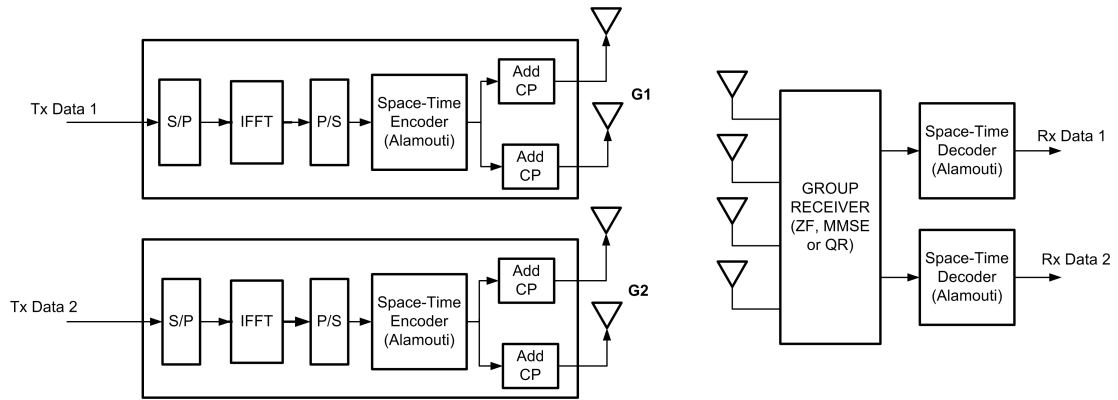 Tx Data 1
S/P
IFFT
P/S
Space-Time
Encoder
(Alamouti)
Add
CP
Add
CP
G1
Tx Data 2
S/P
IFFT
P/S
Space-Time
Encoder
(Alamouti)
Add
CP
Add
CP
G2
GROUP
RECEIVER
(ZF, MMSE
or QR)
Space-Time
Decoder
(Alamouti)
Rx Data 1
Space-Time
Decoder
(Alamouti)
Rx Data 2